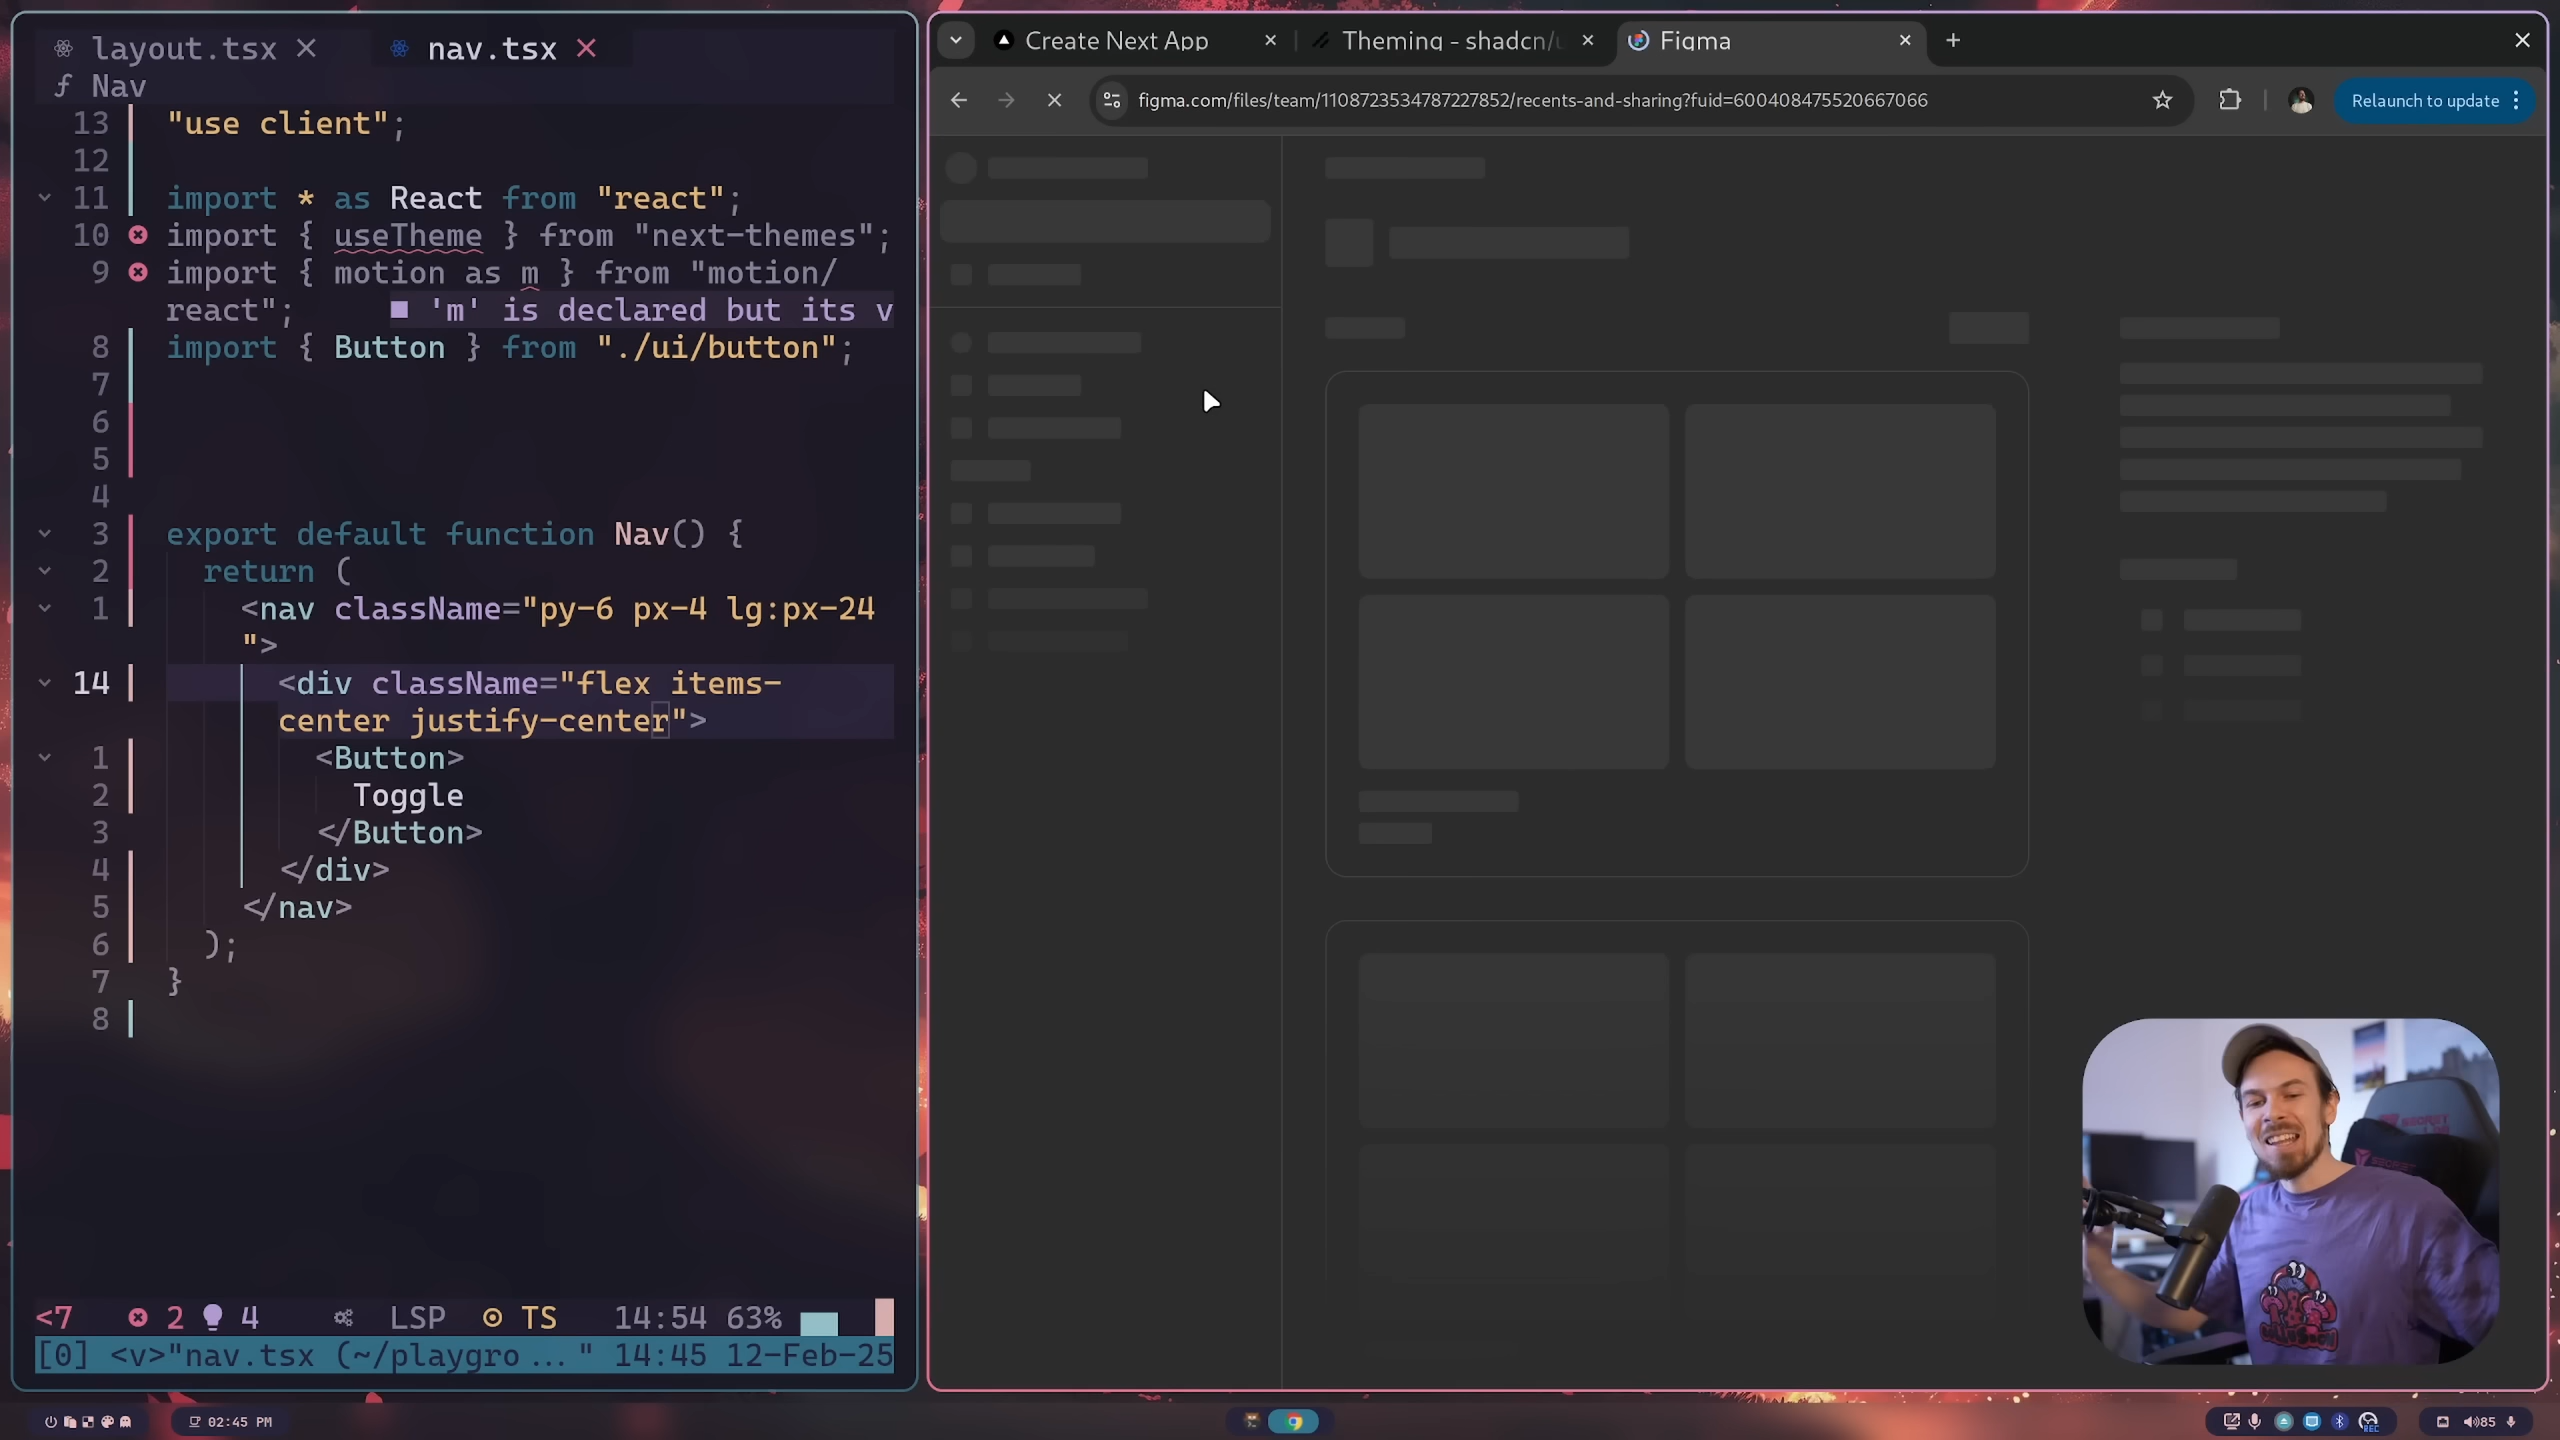 layout.tsx
nav.tsx
Nav
13 "use client";
12
11 import * as React from "react";
10 import { useTheme } from "next-themes";
9 import { motion as m } from "motion/
react"; ■ 'm' is declared but its v
8 import { Button } from "./ui/button";
7
6
5
4
3 export default function Nav() {
2 return (
1 <nav className="py-6 px-4 lg:px-24
">
14 <div className="flex items-
center justify-center">
1 <Button>
2 Toggle
3 </Button>
4 </div>
5 </nav>
6 );
7 }
8
<7 2 4 LSP TS 14:54 63%
[0] <v>"nav.tsx (~/playgro..." 14:45 12-Feb-25
Create Next App
Theming - shadcn/u
Figma
figma.com/files/team/1108723534787227852/recents-and-sharing?fuid=600408475520667066
Relaunch to update
SECRET
02:45 PM
REC
85